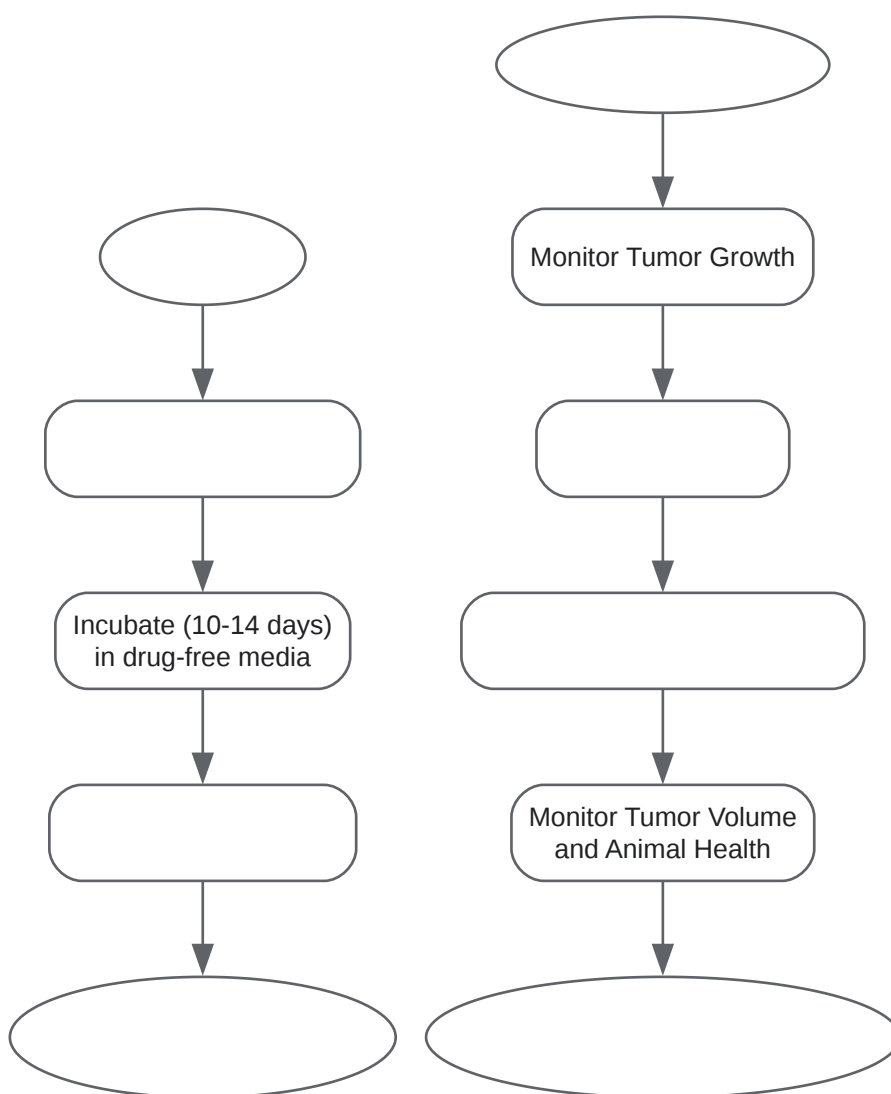 Monitor Tumor Growth
Incubate (10-14 days)
in drug-free media
Monitor Tumor Volume
and Animal Health